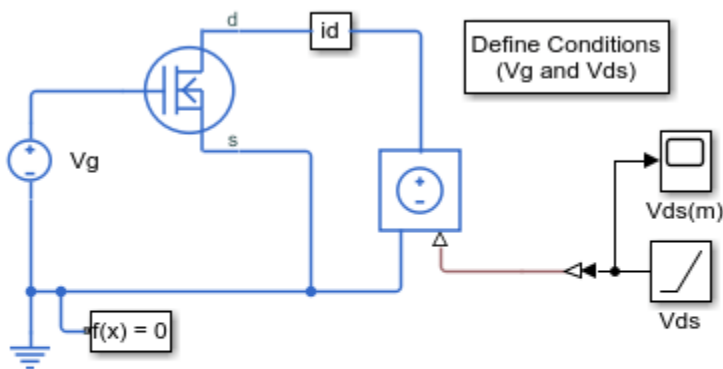 d
id
Define Conditions
(Vg and Vds)
Vg
s
Vds(m)
f(x) = 0
Vds